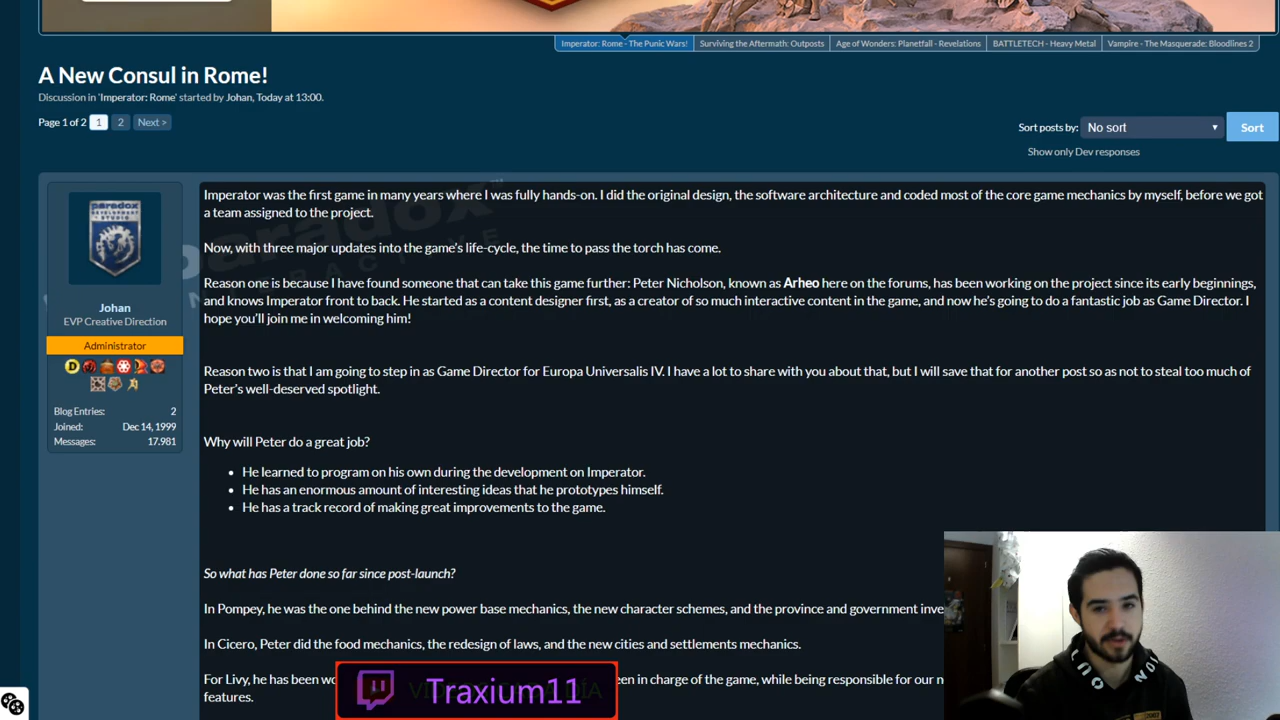 Imperator: Rome - The Punic Wars!
Surviving the Aftermath: Outposts
Age of Wonders: Planetfall - Revelations
BATTLETECH - Heavy Metal
Vampire - The Masquerade: Bloodlines 2
A New Consul in Rome!
Discussion in 'Imperator: Rome' started by Johan, Today at 13:00.
Page 1 of 2 1 2 Next >
Sort posts by: No sort Sort
Show only Dev responses
paradox
DEVELOPMENT
STUDIO
Johan
EVP Creative Direction
Administrator
Blog Entries: 2
Joined: Dec 14, 1999
Messages: 17.981
paradox
INTERACTIVE
Imperator was the first game in many years where I was fully hands-on. I did the original design, the software architecture and coded most of the core game mechanics by myself, before we got
a team assigned to the project.
Now, with three major updates into the game's life-cycle, the time to pass the torch has come.
Reason one is because I have found someone that can take this game further: Peter Nicholson, known as Arheo here on the forums, has been working on the project since its early beginnings,
and knows Imperator front to back. He started as a content designer first, as a creator of so much interactive content in the game, and now he's going to do a fantastic job as Game Director. I
hope you'll join me in welcoming him!
Reason two is that I am going to step in as Game Director for Europa Universalis IV. I have a lot to share with you about that, but I will save that for another post so as not to steal too much of
Peter's well-deserved spotlight.
Why will Peter do a great job?
• He learned to program on his own during the development on Imperator.
• He has an enormous amount of interesting ideas that he prototypes himself.
• He has a track record of making great improvements to the game.
So what has Peter done so far since post-launch?
In Pompey, he was the one behind the new power base mechanics, the new character schemes, and the province and government inve
In Cicero, Peter did the food mechanics, the redesign of laws, and the new cities and settlements mechanics.
For Livy, he has been wo
een in charge of the game, while being responsible for our n
features.
Traxium11